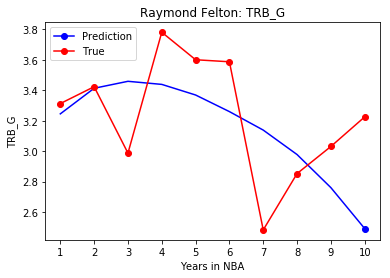 Raymond Felton: TRB_G
Prediction
True
3.8
3.6
3.4
3.2
3.0
2.8
2.6
TRB_G
1 2 3 4 5 6 7 8 9 10
Years in NBA